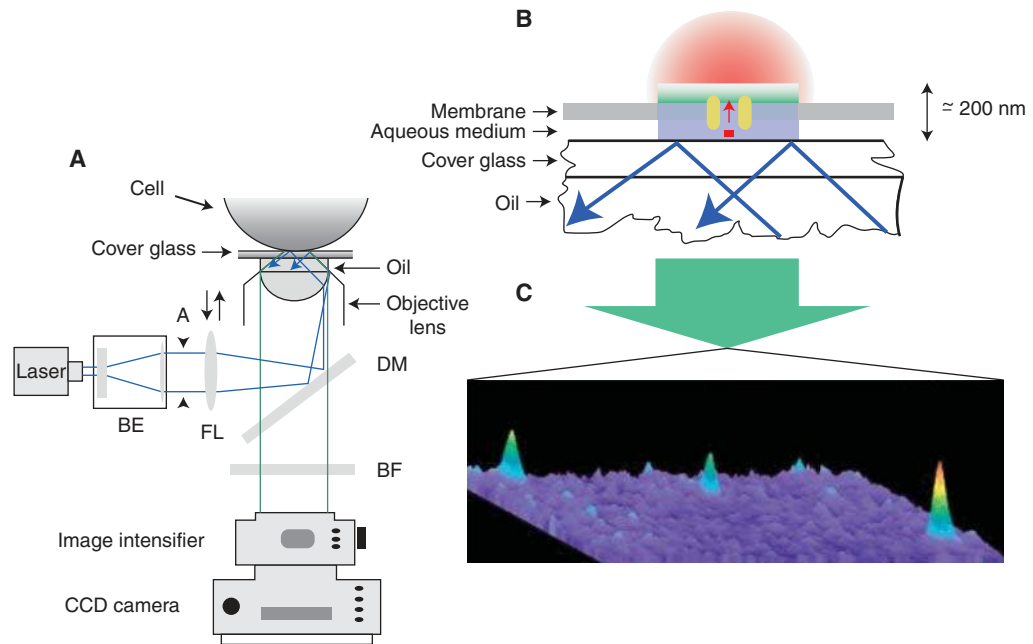 A
Cell
Cover glass
Oil
Objective
lens
A
DM
Laser
BE
FL
BF
Image intensifier
CCD camera
B
Membrane
≃ 200 nm
Aqueous medium
Cover glass
Oil
C